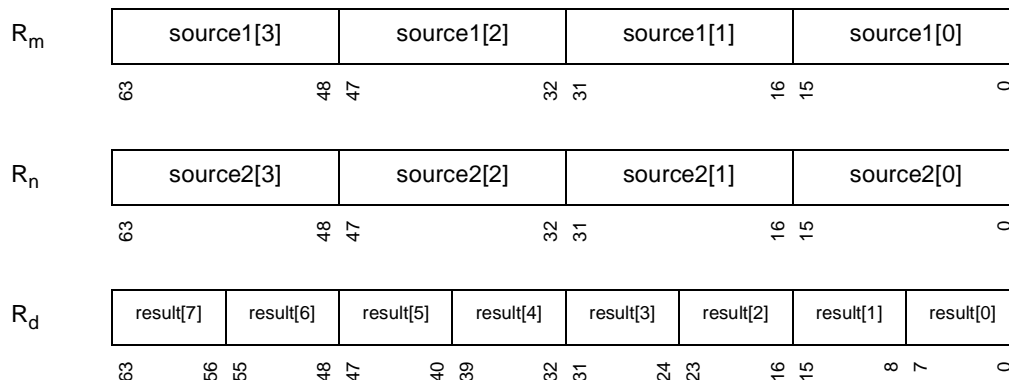 Rm source1[3] source1[2] source1[1] source1[0]
63 48 47 32 31 16 15 0
Rn source2[3] source2[2] source2[1] source2[0]
63 48 47 32 31 16 15 0
Rd result[7] result[6] result[5] result[4] result[3] result[2] result[1] result[0]
63 56 55 48 47 40 39 32 31 24 23 16 15 8 7 0